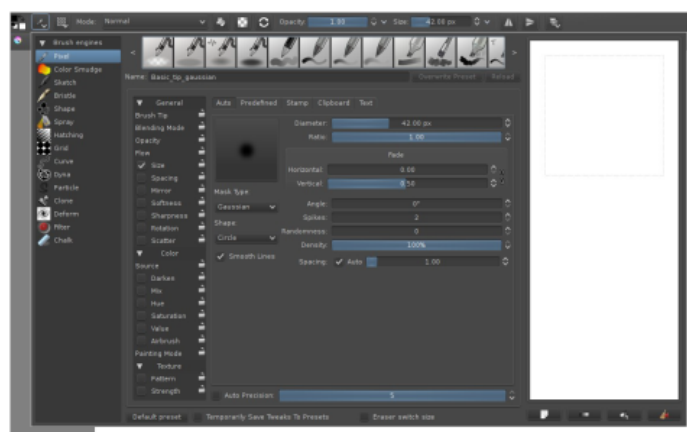 Mode: Normal
Opacity: 1.00
Size: 42.00 px
Brush engines
Pixel
Color Smudge
Sketch
Bristle
Shape
Spray
Hatching
Grid
Curve
Dyna
Particle
Clone
Deform
Filter
Chalk
Name: Basic_tip_gaussian
Overwrite Preset
Reload
General
Brush Tip
Blending Mode
Opacity
Flow
Size
Spacing
Mirror
Softness
Sharpness
Rotation
Scatter
Color
Source
Darken
Mix
Hue
Saturation
Value
Airbrush
Painting Mode
Texture
Pattern
Strength
Auto Predefined Stamp Clipboard Text
Diameter: 42.00 px
Ratio: 1.00
Fade
Horizontal: 0.00
Vertical: 0.50
Mask Type:
Gaussian
Shape:
Circle
Smooth Lines
Angle: 0°
Spikes: 2
Randomness: 0
Density: 100%
Spacing: Auto 1.00
Auto Precision: 5
Default preset
Temporarily Save Tweaks To Presets
Eraser switch size